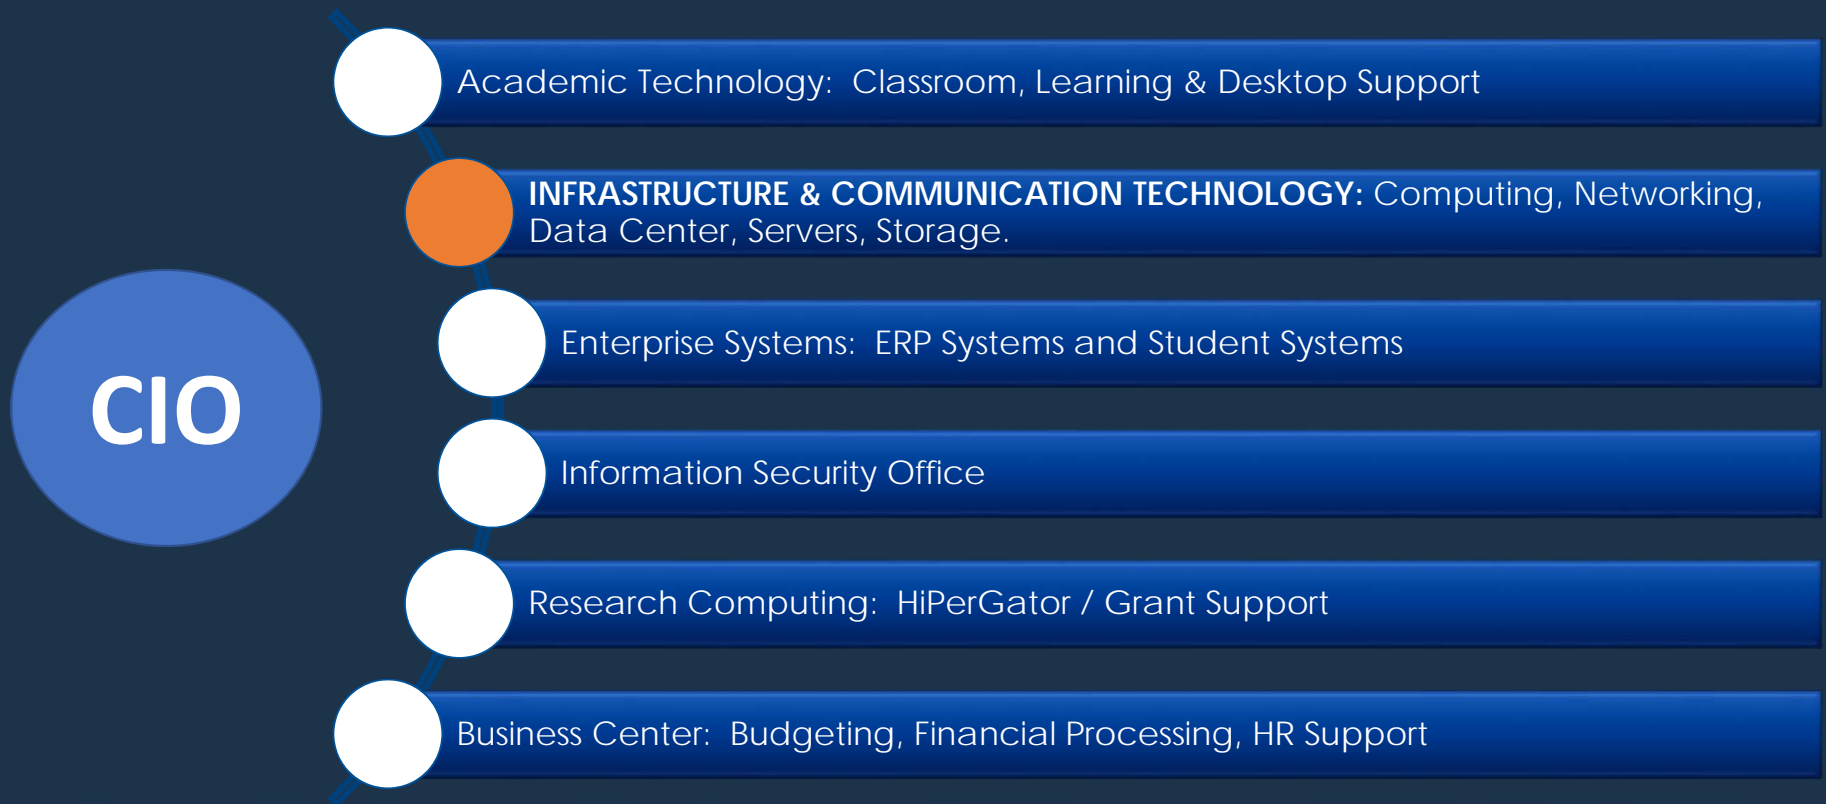 CIO
Academic Technology:  Classroom, Learning & Desktop Support
INFRASTRUCTURE & COMMUNICATION TECHNOLOGY: Computing, Networking,
Data Center, Servers, Storage.
Enterprise Systems:  ERP Systems and Student Systems
Information Security Office
Research Computing:  HiPerGator / Grant Support
Business Center:  Budgeting, Financial Processing, HR Support